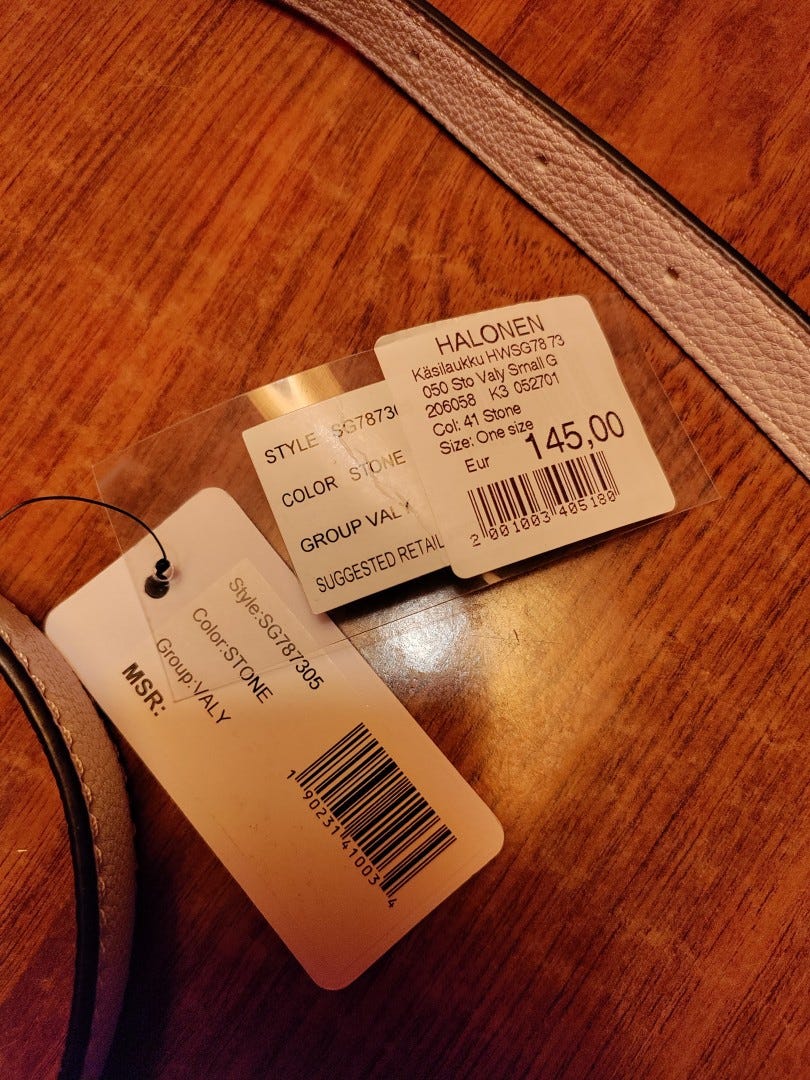 HALONEN
Käsilaukku HWSG78 73
050 Sto Valy Small G
206058 K3 052701
Col: 41 Stone
Size: One size
Eur 145,00
2 001003 405180
STYLE
COLOR STONE
GROUP VALY
SUGGESTED RETAIL
Style:SG787305
Color:STONE
Group:VALY
MSR:
1 90231 41003 4